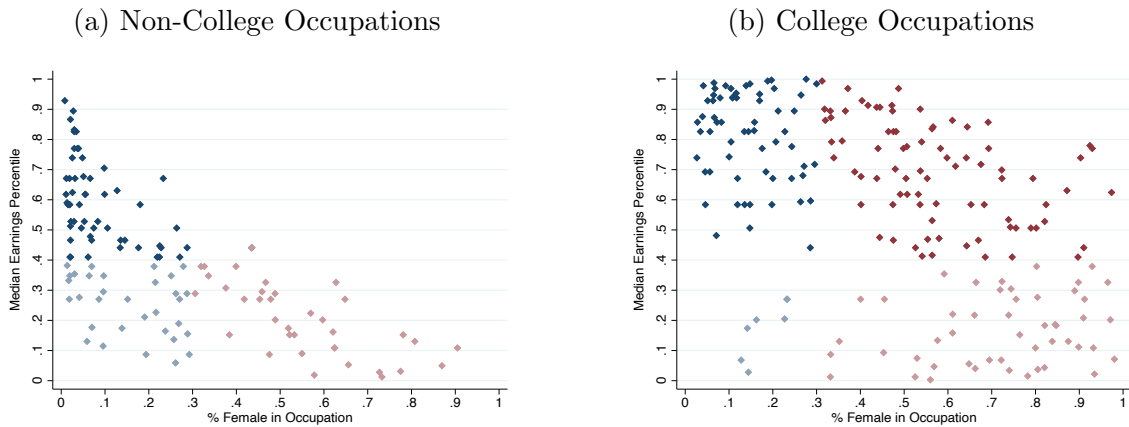 (a) Non-College Occupations
Median Earnings Percentile
1
.9
.8
.7
.6
.5
.4
.3
.2
.1
0
0 .1 .2 .3 .4 .5 .6 .7 .8 .9 1
% Female in Occupation
(b) College Occupations
Median Earnings Percentile
1
.9
.8
.7
.6
.5
.4
.3
.2
.1
0
0 .1 .2 .3 .4 .5 .6 .7 .8 .9 1
% Female in Occupation